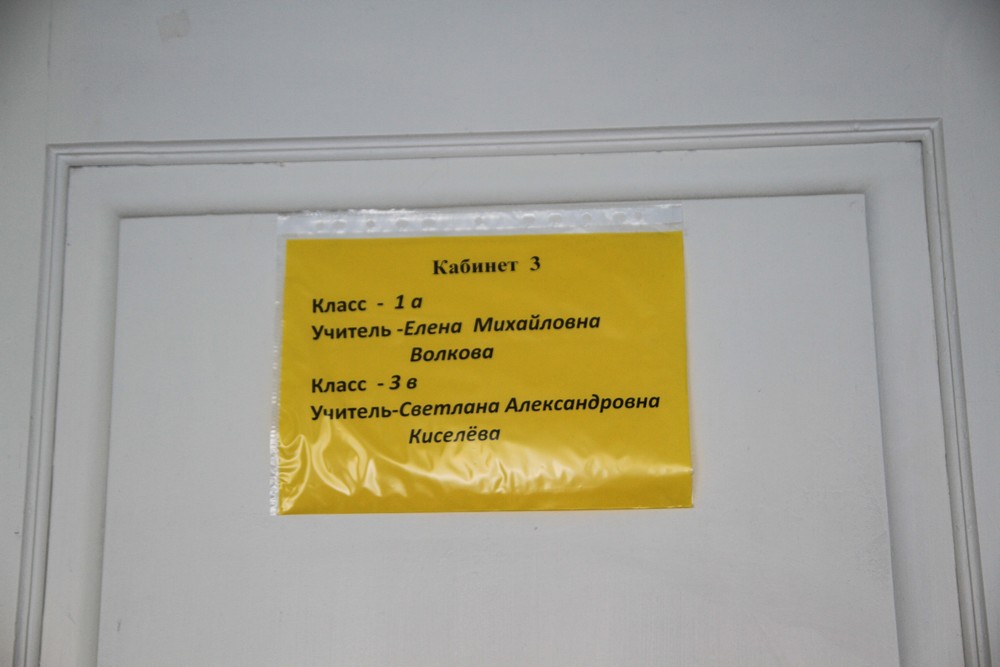 Кабинет 3
Класс - 1 а
Учитель -Елена Михайловна
Волкова
Класс - 3 в
Учитель-Светлана Александровна
Киселёва